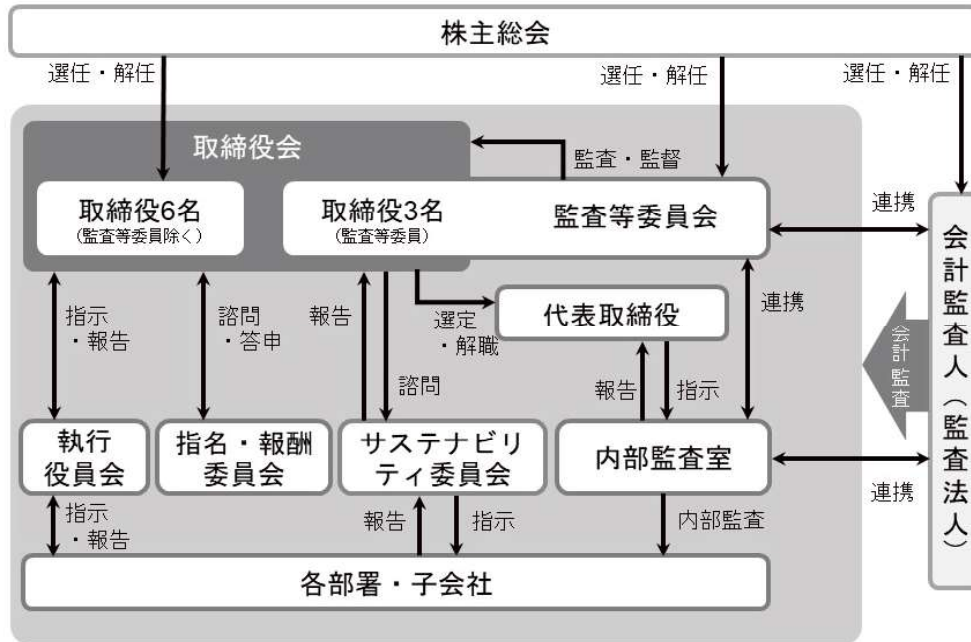 株主総会
選任・解任
選任・解任
選任・解任
取締役会
監査・監督
取締役6名
(監査等委員除く)
取締役3名
(監査等委員)
監査等委員会
連携
会計監査人(監査法人)
指示
・報告
諮問
・答申
報告
選定
・解職
代表取締役
連携
会計監査
諮問
報告
指示
執行
役員会
指名・報酬
委員会
サステナビリ
ティ委員会
内部監査室
連携
指示
・報告
報告
指示
内部監査
各部署・子会社